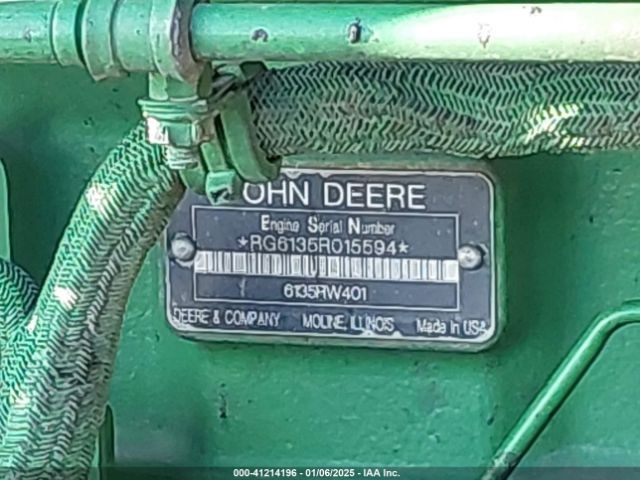 OHN DEERE
Engine Serial Number
*RG6135R015594*
6135RW401
DEERE & COMPANY MOLINE, ILLINOIS Made in USA
000-41214196 - 01/06/2025 - IAA Inc.